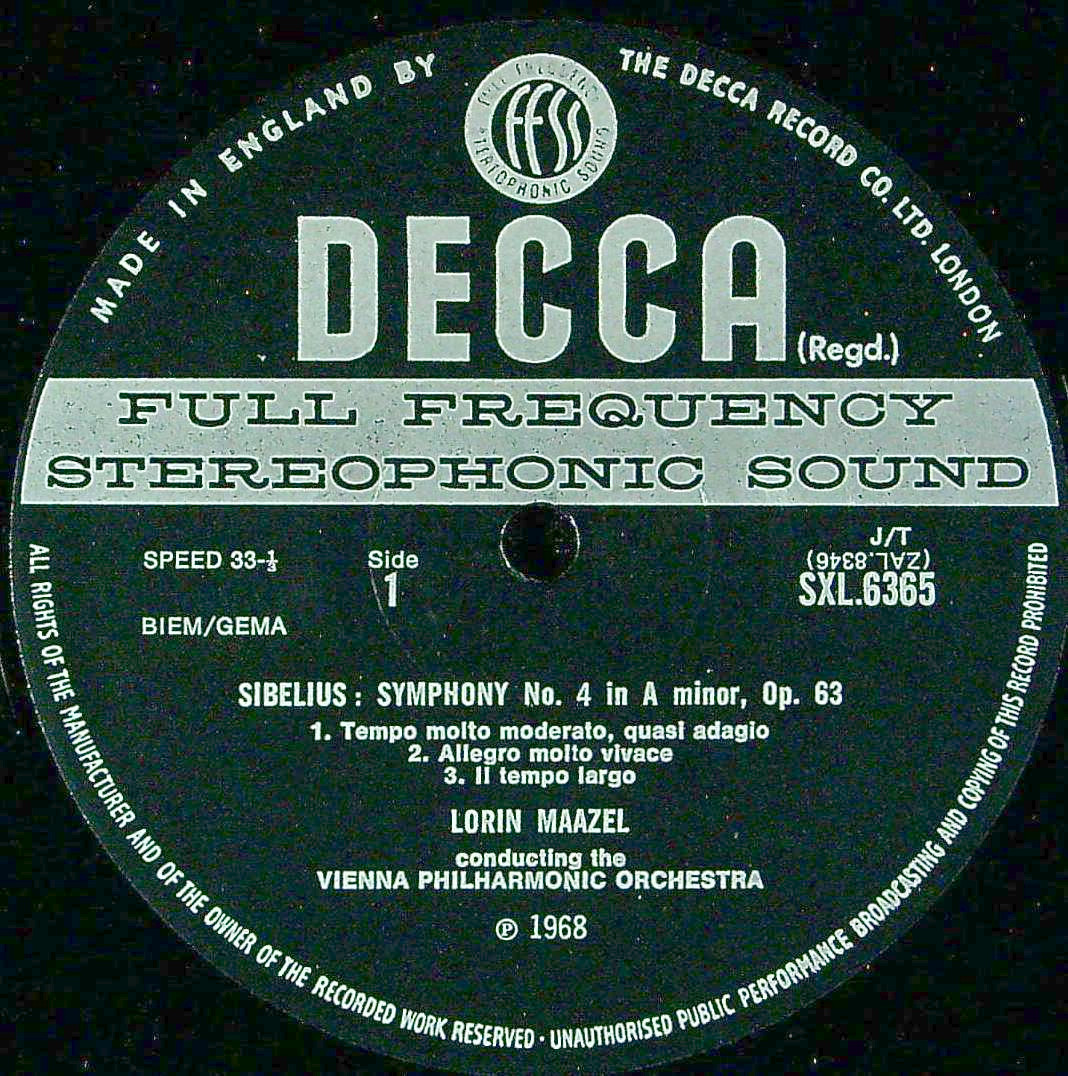 MADE IN ENGLAND BY
THE DECCA RECORD CO. LTD. LONDON
FULL FREQUENCY
FFSS
STEREOPHONIC SOUND
DECCA
(Regd.)
FULL FREQUENCY
STEREOPHONIC SOUND
SPEED 33-⅓
Side
1
J/T
(ZAL.8346)
SXL.6365
BIEM/GEMA
SIBELIUS : SYMPHONY No. 4 in A minor, Op. 63
1. Tempo molto moderato, quasi adagio
2. Allegro molto vivace
3. Il tempo largo
LORIN MAAZEL
conducting the
VIENNA PHILHARMONIC ORCHESTRA
℗ 1968
ALL RIGHTS OF THE MANUFACTURER AND OF THE OWNER OF THE RECORDED WORK RESERVED · UNAUTHORISED PUBLIC PERFORMANCE BROADCASTING AND COPYING OF THIS RECORD PROHIBITED